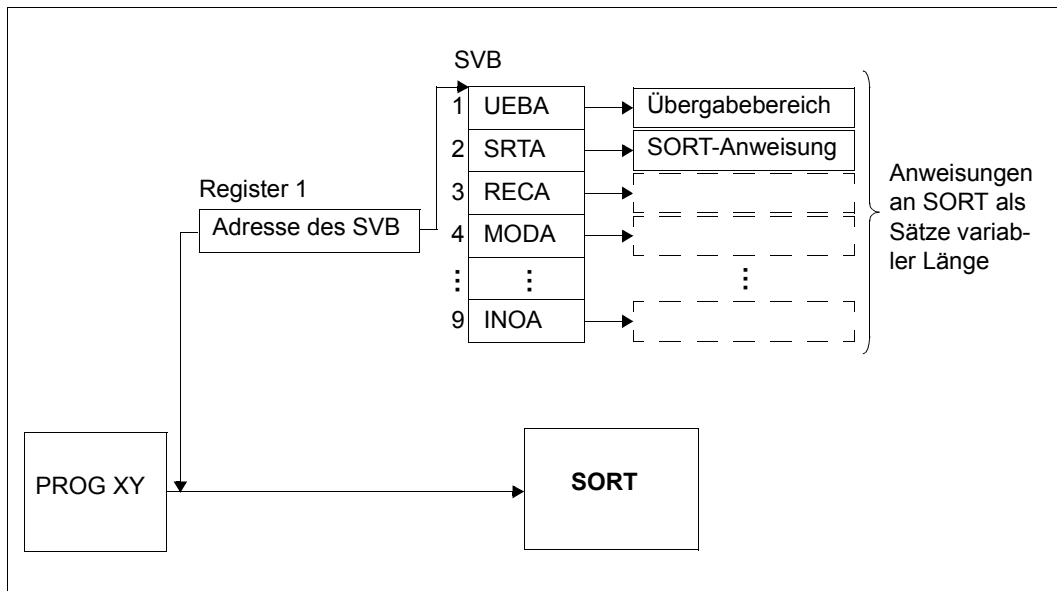 SVB
1 UEBA Übergabebereich
2 SRTA SORT-Anweisung
Register 1
3 RECA
Adresse des SVB
4 MODA
Anweisungen
an SORT als
Sätze variab-
ler Länge
9 INOA
PROG XY
SORT